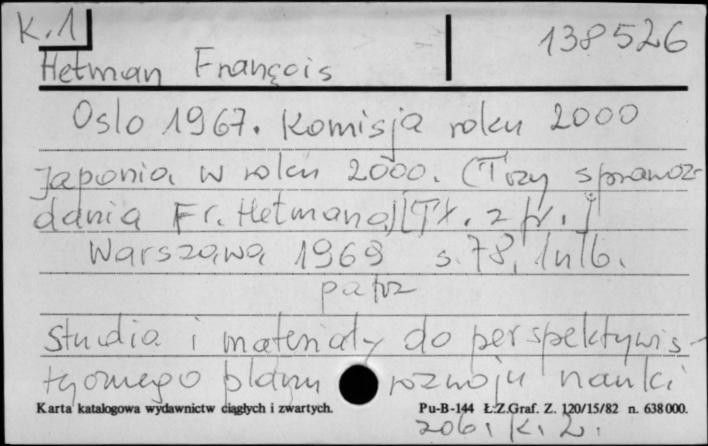 K. 1 138526
Hetman François
Oslo 1967. Komisja roku 2000
Japonia w roku 2000. (Trzy sprawoz-
dania Fr. Hetmana) [Tł. z fr.]
Warszawa 1969 s. 78, 1nlb.
patrz
Studia i materiały do perspektywis-
tycznego planu rozwoju nauki
Karta katalogowa wydawnictw ciągłych i zwartych. Pu-B-144 Ł.Z.Graf. Z. 120/15/82 n. 638000.
206, K. 2.